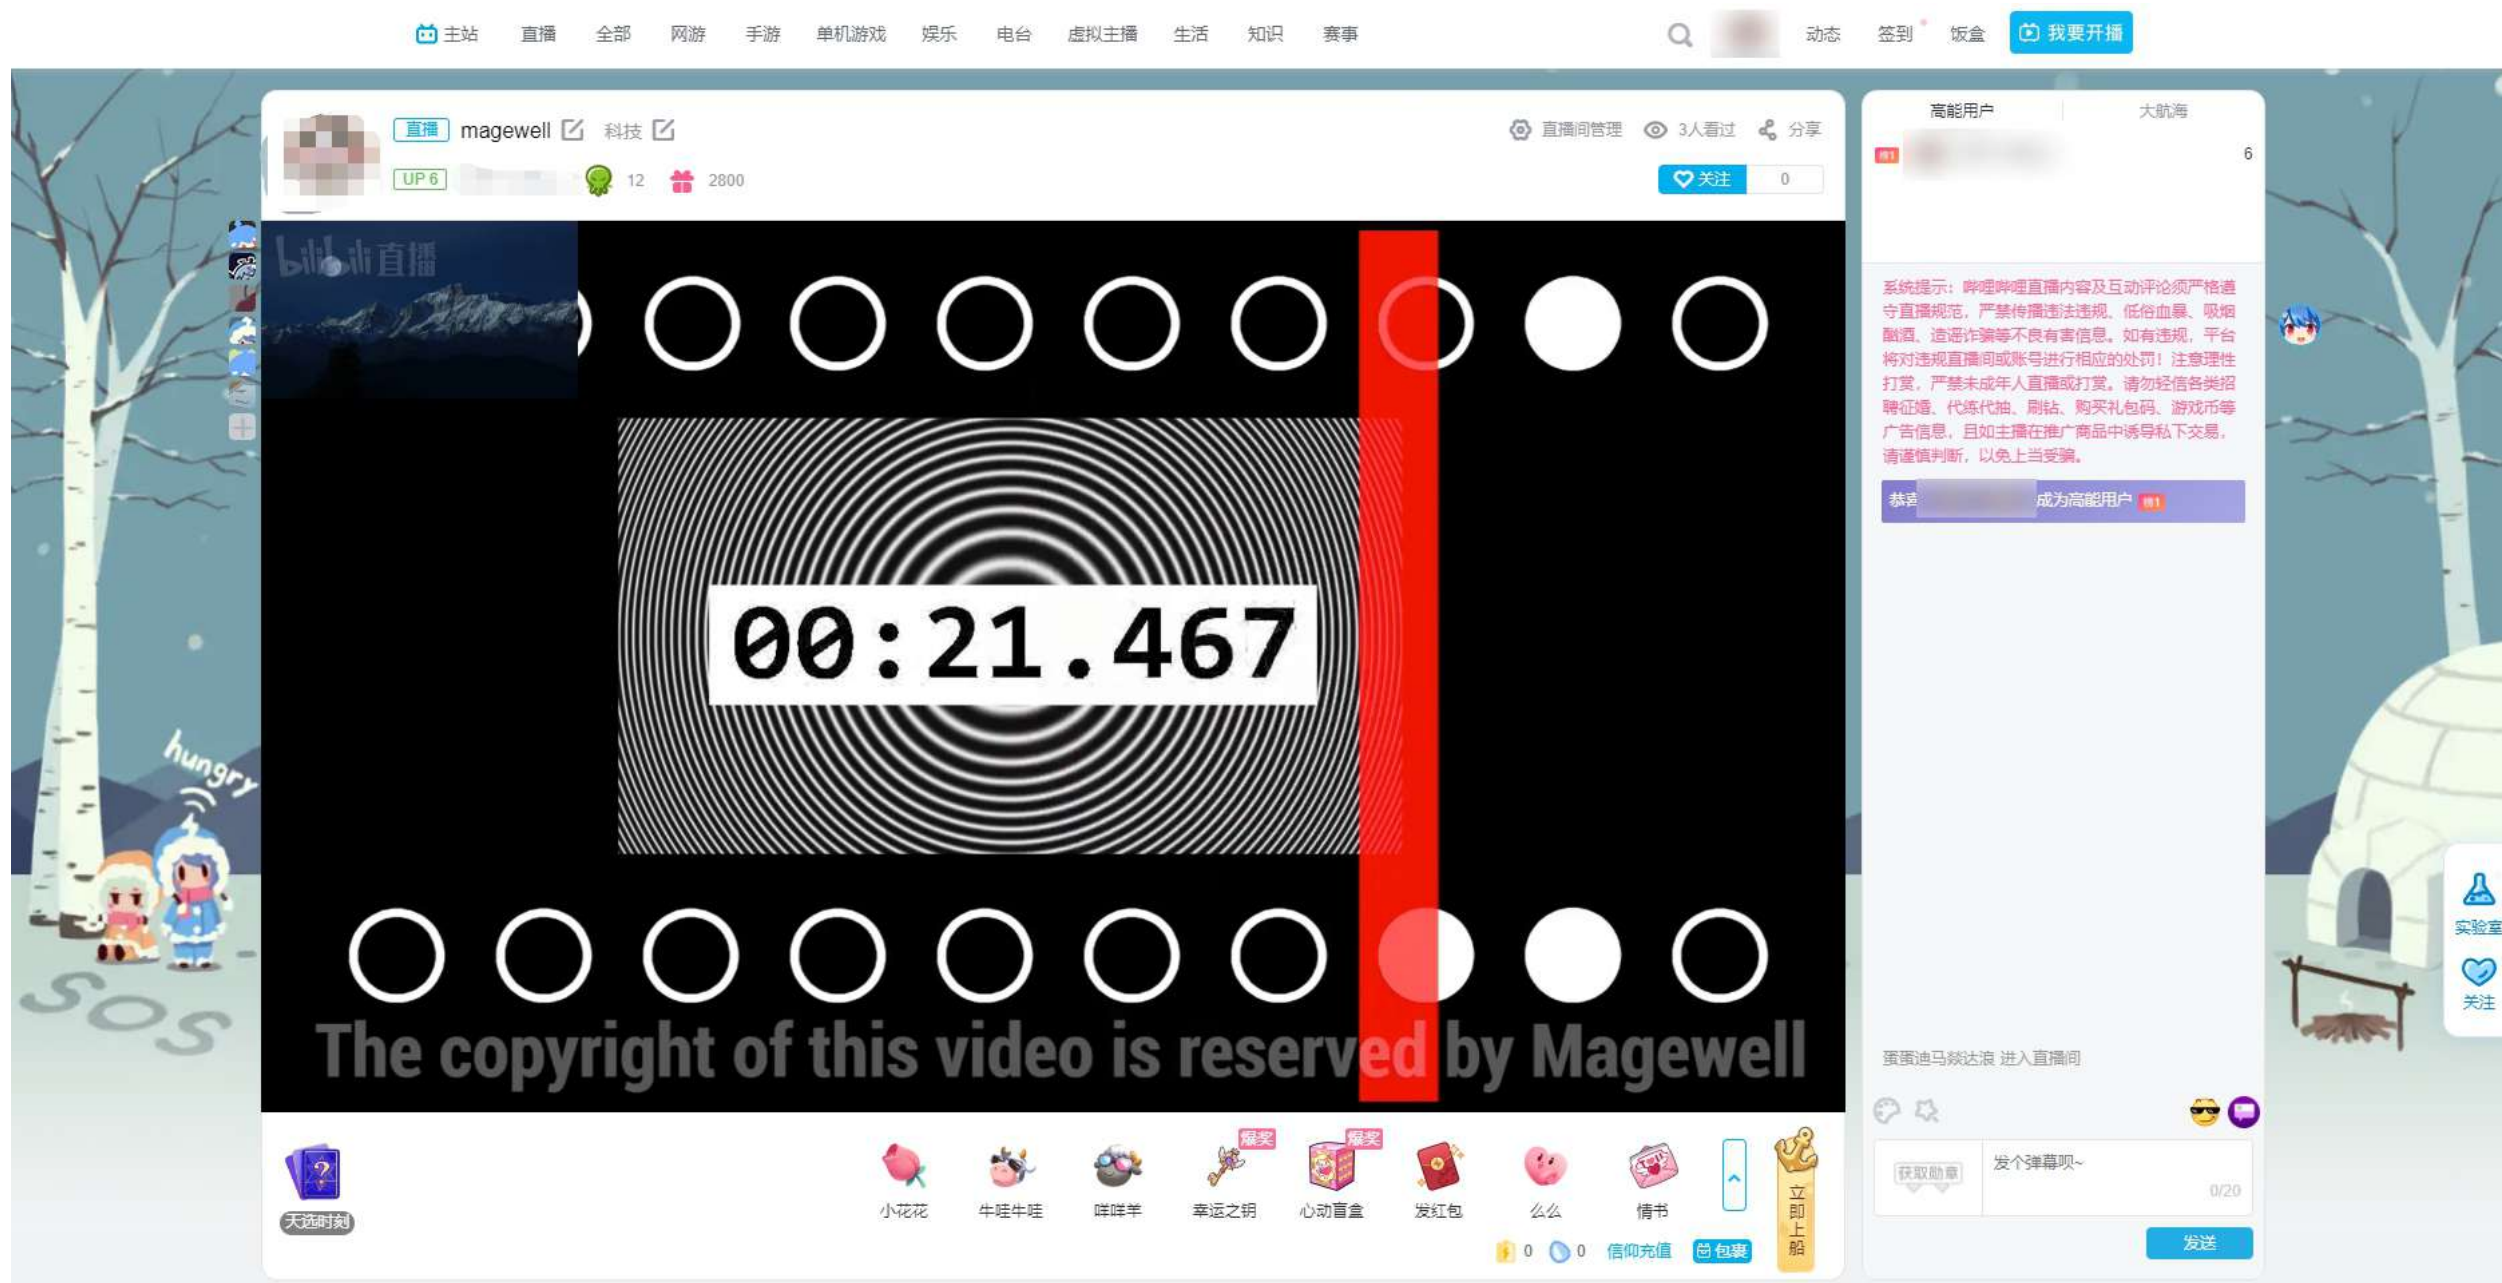 主站 直播 全部 网游 手游 单机游戏 娱乐 电台 虚拟主播 生活 知识 赛事 动态 签到 饭盒 我要开播
直播 magewell 科技 直播间管理 3人看过 分享
UP 6 12 2800 关注 0
高能用户 大航海
榜1 6
bilibili直播
00:21.467
The copyright of this video is reserved by Magewell
系统提示：哔哩哔哩直播内容及互动评论须严格遵
守直播规范，严禁传播违法违规、低俗血暴、吸烟
酗酒、造谣诈骗等不良有害信息。如有违规，平台
将对违规直播间或账号进行相应的处罚！注意理性
打赏，严禁未成年人直播或打赏。请勿轻信各类招
聘征婚、代练代抽、刷钻、购买礼包码、游戏币等
广告信息，且如主播在推广商品中诱导私下交易，
请谨慎判断，以免上当受骗。
恭喜 成为高能用户 榜1
蛋蛋迪马燚达浪 进入直播间
获取勋章 发个弹幕呗~
0/20
发送
hungry
SOS
实验室
关注
天选时刻
爆奖 爆奖
小花花 牛哇牛哇 咩咩羊 幸运之钥 心动盲盒 发红包 么么 情书
立即上船
0 0 信仰充值 包裹